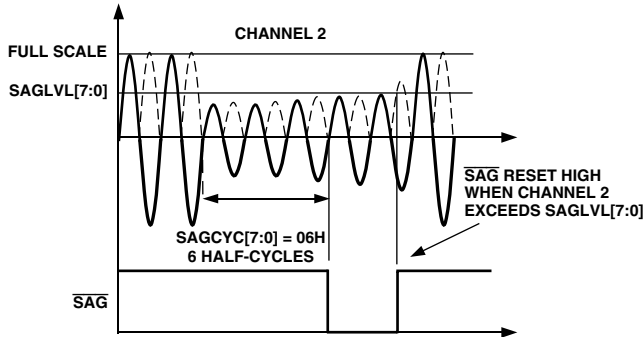 CHANNEL 2
FULL SCALE
SAGLVL[7:0]
SAG RESET HIGH
WHEN CHANNEL 2
EXCEEDS SAGLVL[7:0]
SAGCYC[7:0] = 06H
6 HALF-CYCLES
SAG